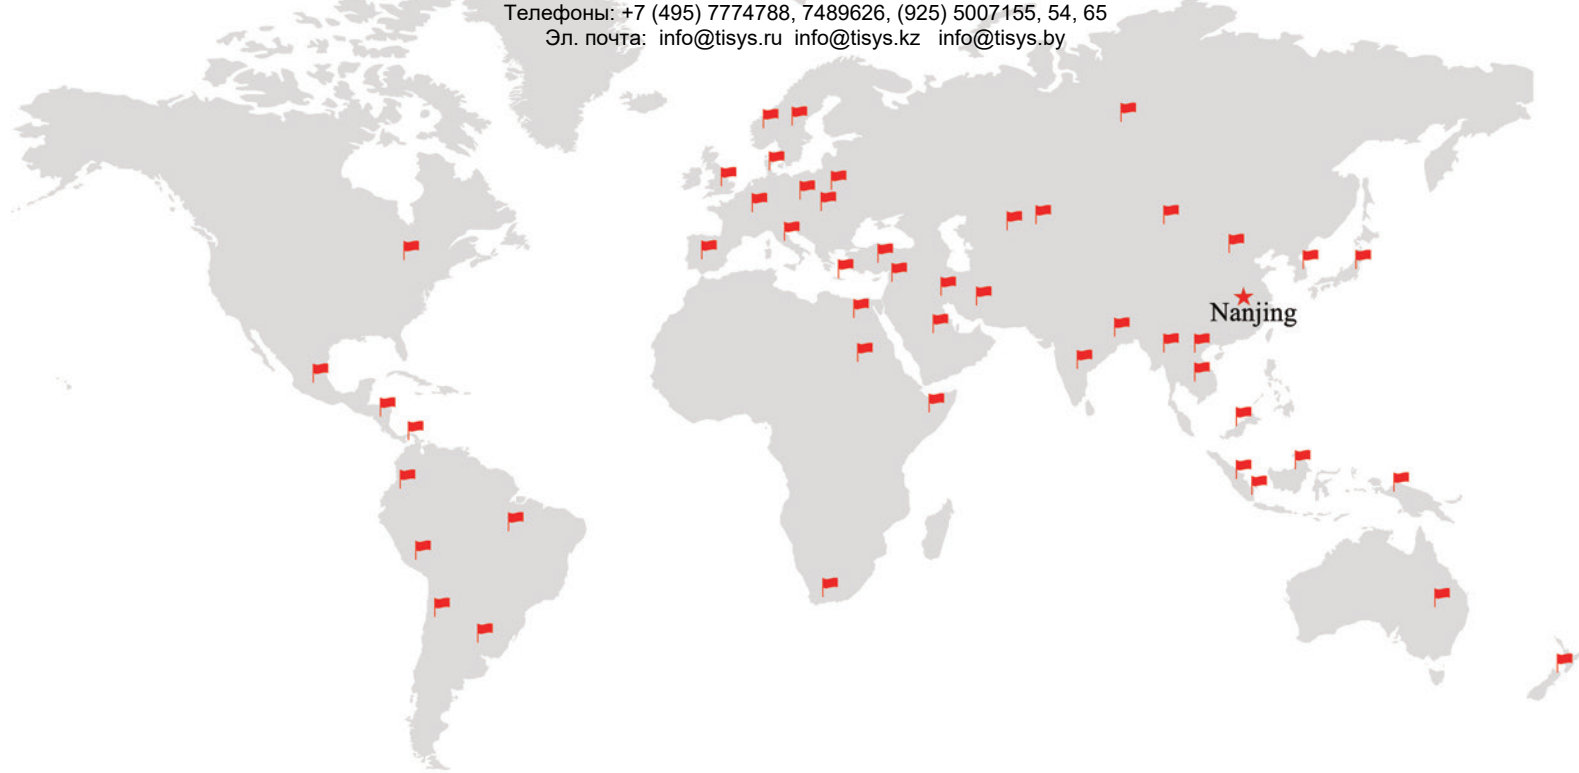 Телефоны: +7 (495) 7774788, 7489626, (925) 5007155, 54, 65
Эл. почта: info@tisys.ru info@tisys.kz info@tisys.by
Nanjing